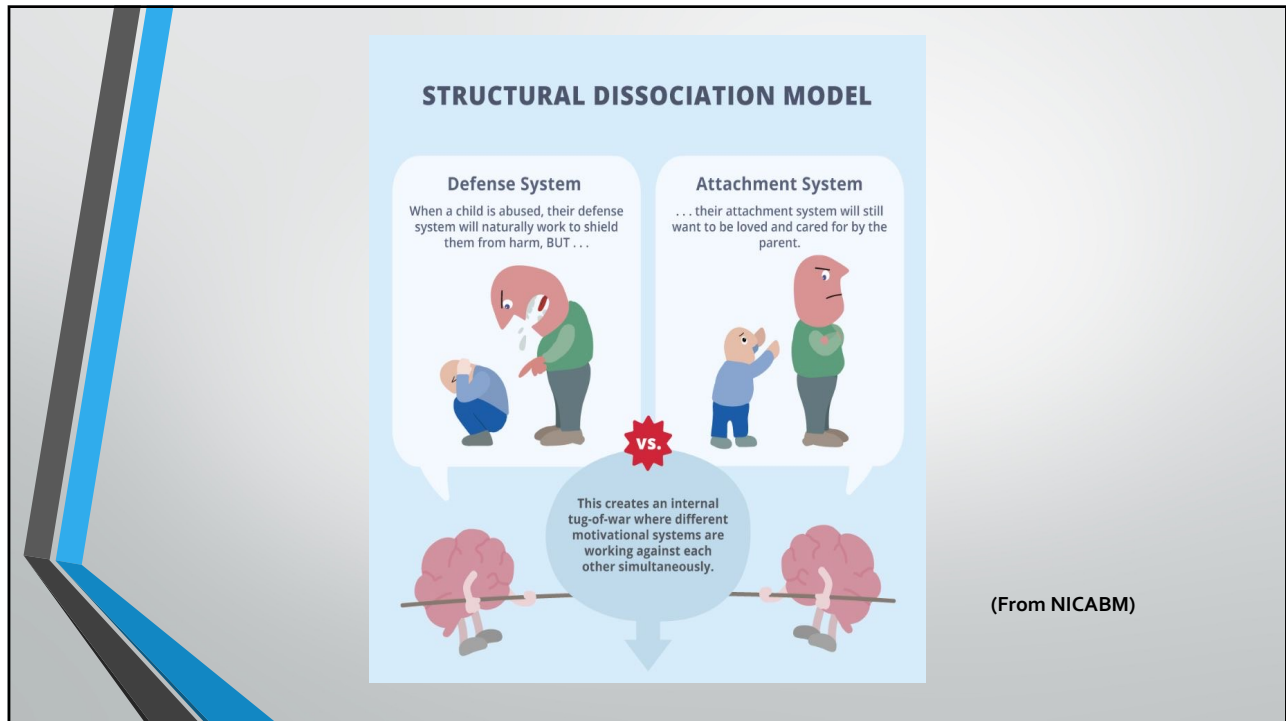 STRUCTURAL DISSOCIATION MODEL
Defense System
When a child is abused, their defense
system will naturally work to shield
them from harm, BUT . . .
Attachment System
. . . their attachment system will still
want to be loved and cared for by the
parent.
VS.
This creates an internal
tug-of-war where different
motivational systems are
working against each
other simultaneously.
(From NICABM)